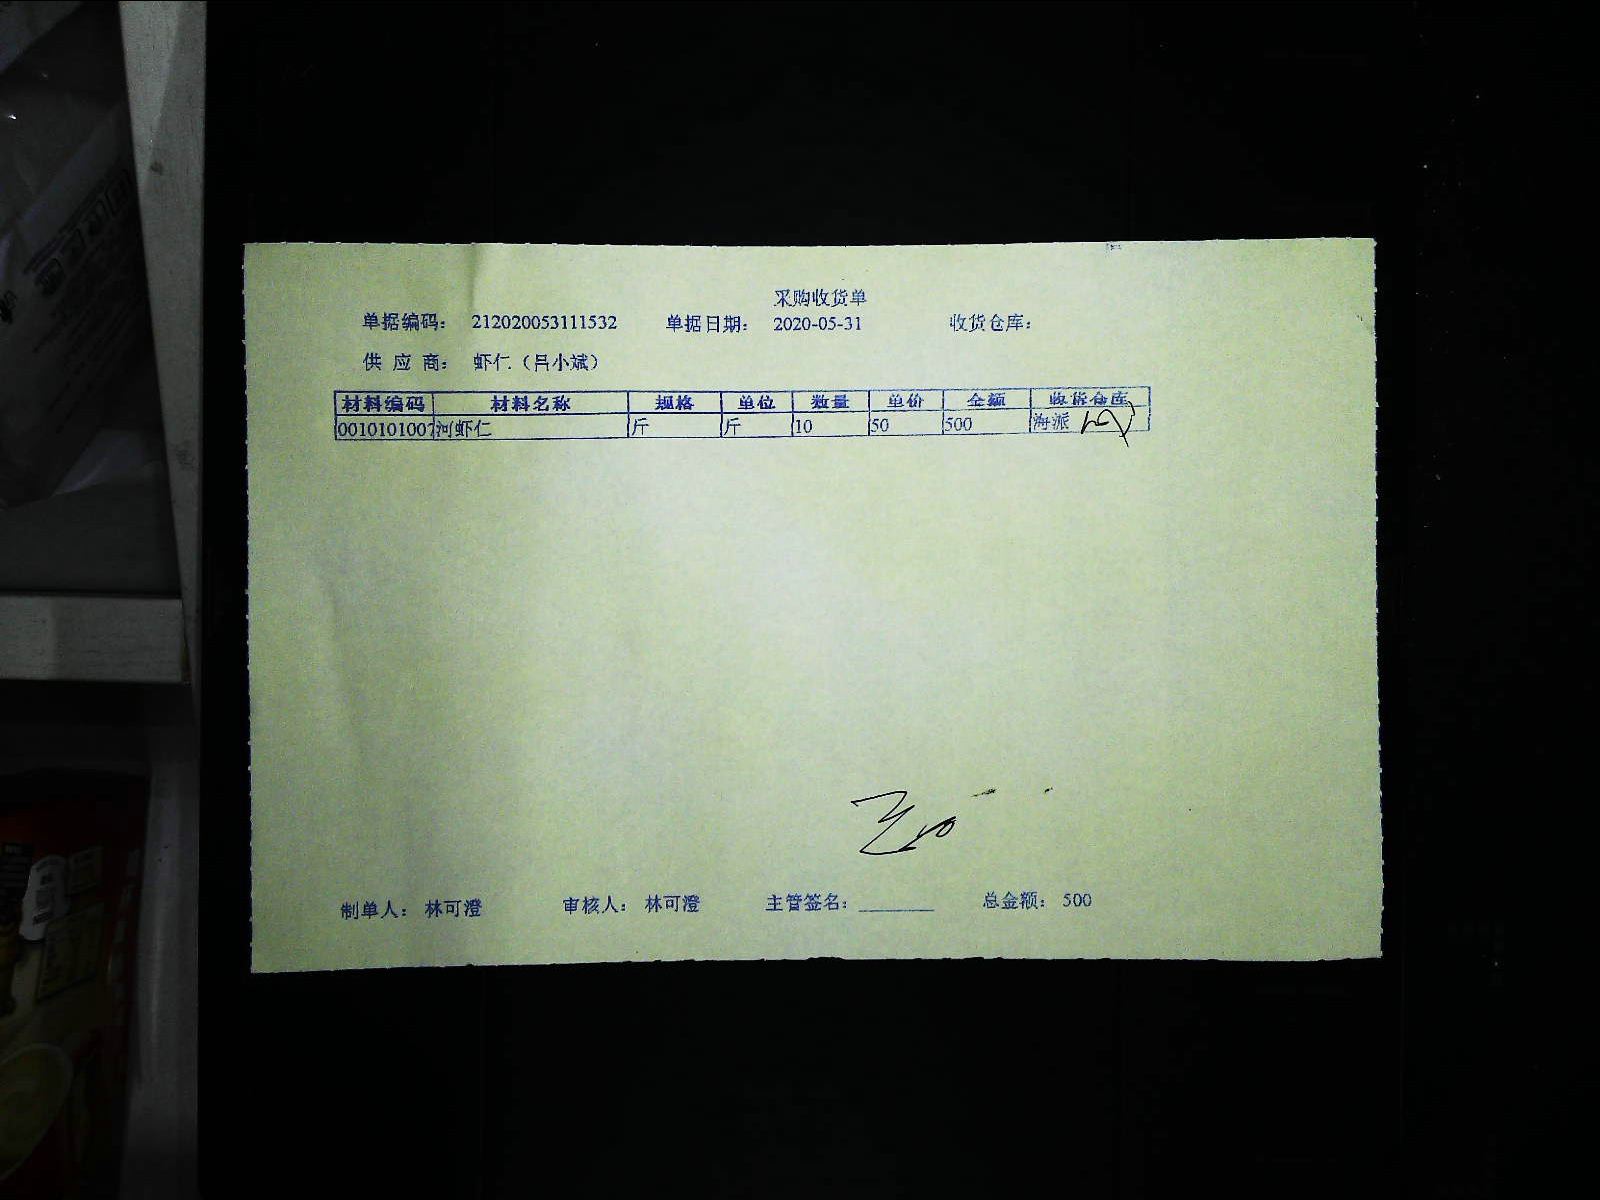 采购收货单
单据编码： 212020053111532 单据日期： 2020-05-31 收货仓库：
供 应 商： 虾仁（吕小斌）
材料编码 材料名称 规格 单位 数量 单价 金额 收货仓库
0010101007 河虾仁 斤 斤 10 50 500 海派
制单人： 林可澄 审核人： 林可澄 主管签名： 总金额： 500